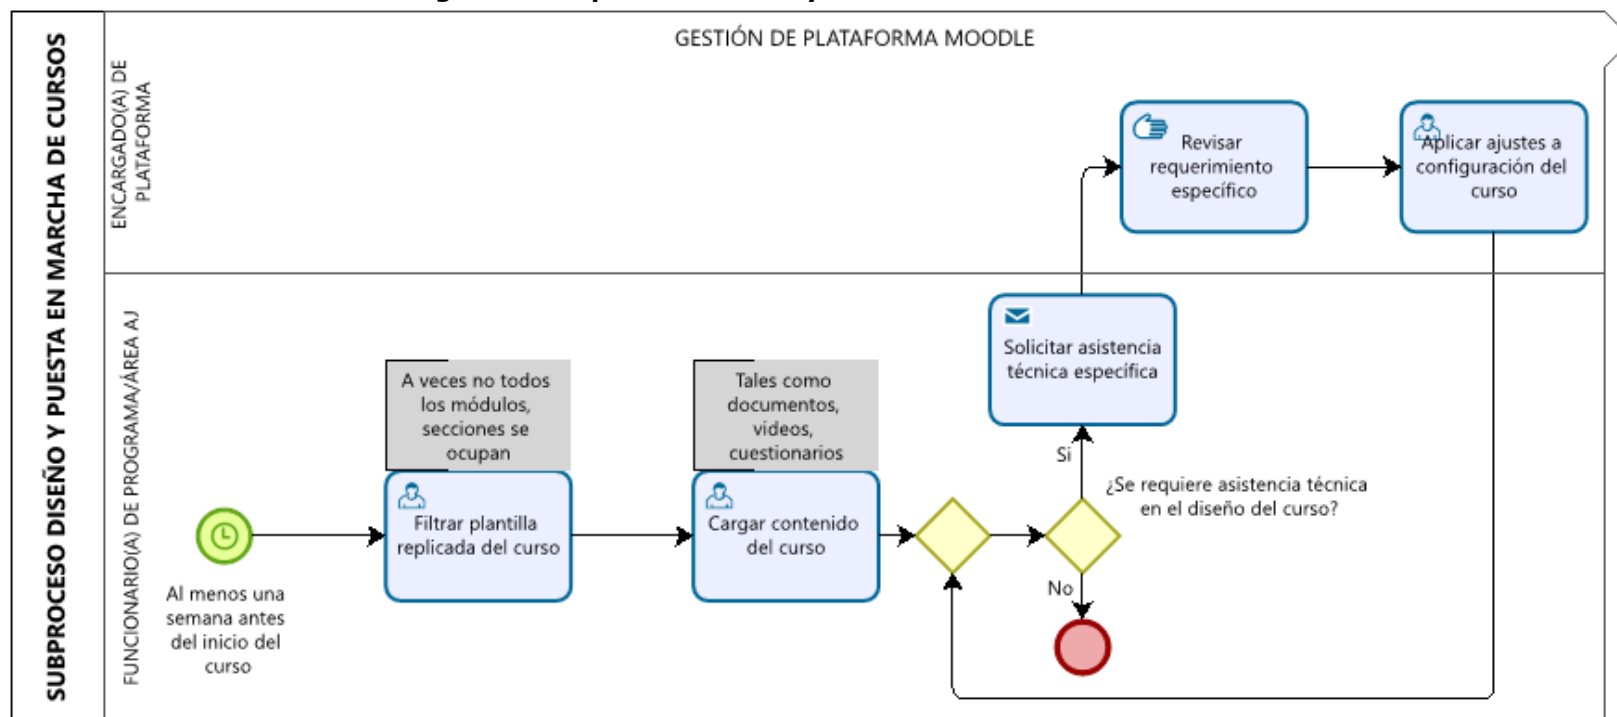 GESTIÓN DE PLATAFORMA MOODLE
SUBPROCESO DISEÑO Y PUESTA EN MARCHA DE CURSOS
ENCARGADO(A) DE
PLATAFORMA
Revisar
requerimiento
específico
Aplicar ajustes a
configuración del
curso
FUNCIONARIO(A) DE PROGRAMA/ÁREA AJ
Al menos una
semana antes
del inicio del
curso
A veces no todos
los módulos,
secciones se
ocupan
Filtrar plantilla
replicada del curso
Tales como
documentos,
videos,
cuestionarios
Cargar contenido
del curso
Solicitar asistencia
técnica específica
Si
¿Se requiere asistencia técnica
en el diseño del curso?
No